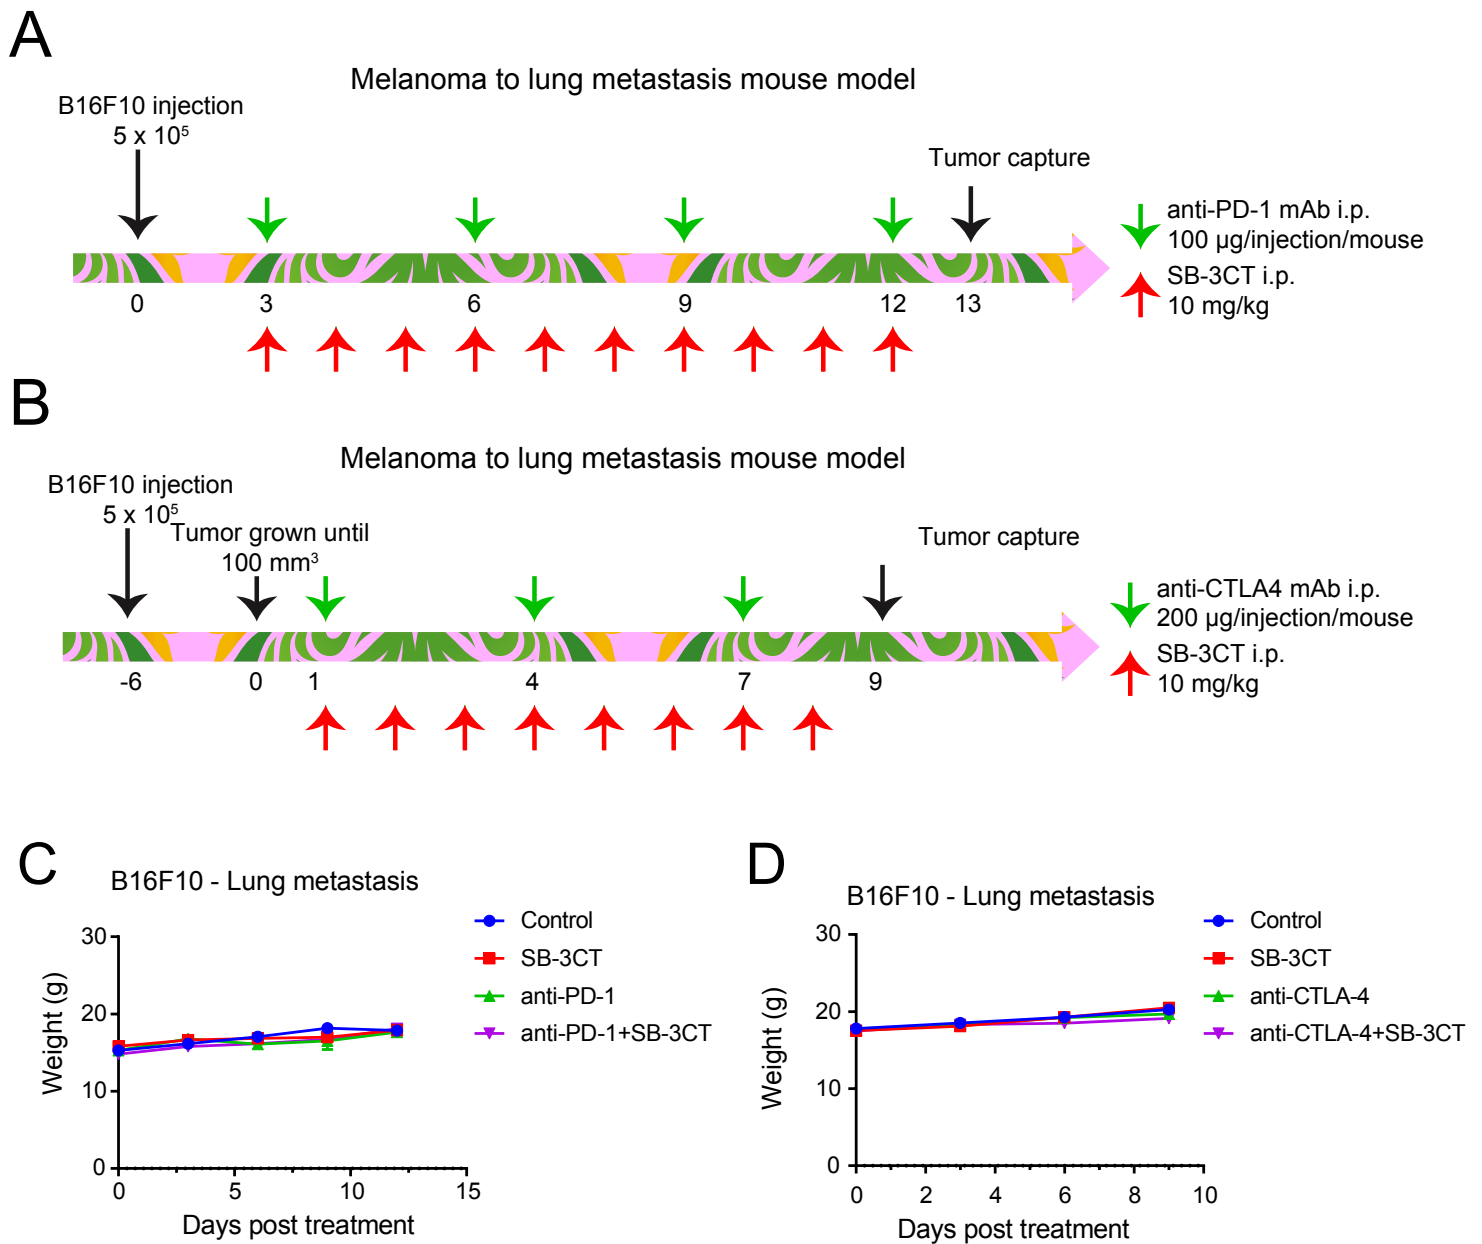 A
Melanoma to lung metastasis mouse model
B16F10 injection
5 x 10⁵
Tumor capture
anti-PD-1 mAb i.p.
100 µg/injection/mouse
SB-3CT i.p.
10 mg/kg
0 3 6 9 12 13
B
Melanoma to lung metastasis mouse model
B16F10 injection
5 x 10⁵
Tumor grown until
100 mm³
Tumor capture
anti-CTLA4 mAb i.p.
200 µg/injection/mouse
SB-3CT i.p.
10 mg/kg
-6 0 1 4 7 9
C
B16F10 - Lung metastasis
Control
SB-3CT
anti-PD-1
anti-PD-1+SB-3CT
Weight (g)
30
20
10
0
0 5 10 15
Days post treatment
D
B16F10 - Lung metastasis
Control
SB-3CT
anti-CTLA-4
anti-CTLA-4+SB-3CT
Weight (g)
30
20
10
0
0 2 4 6 8 10
Days post treatment